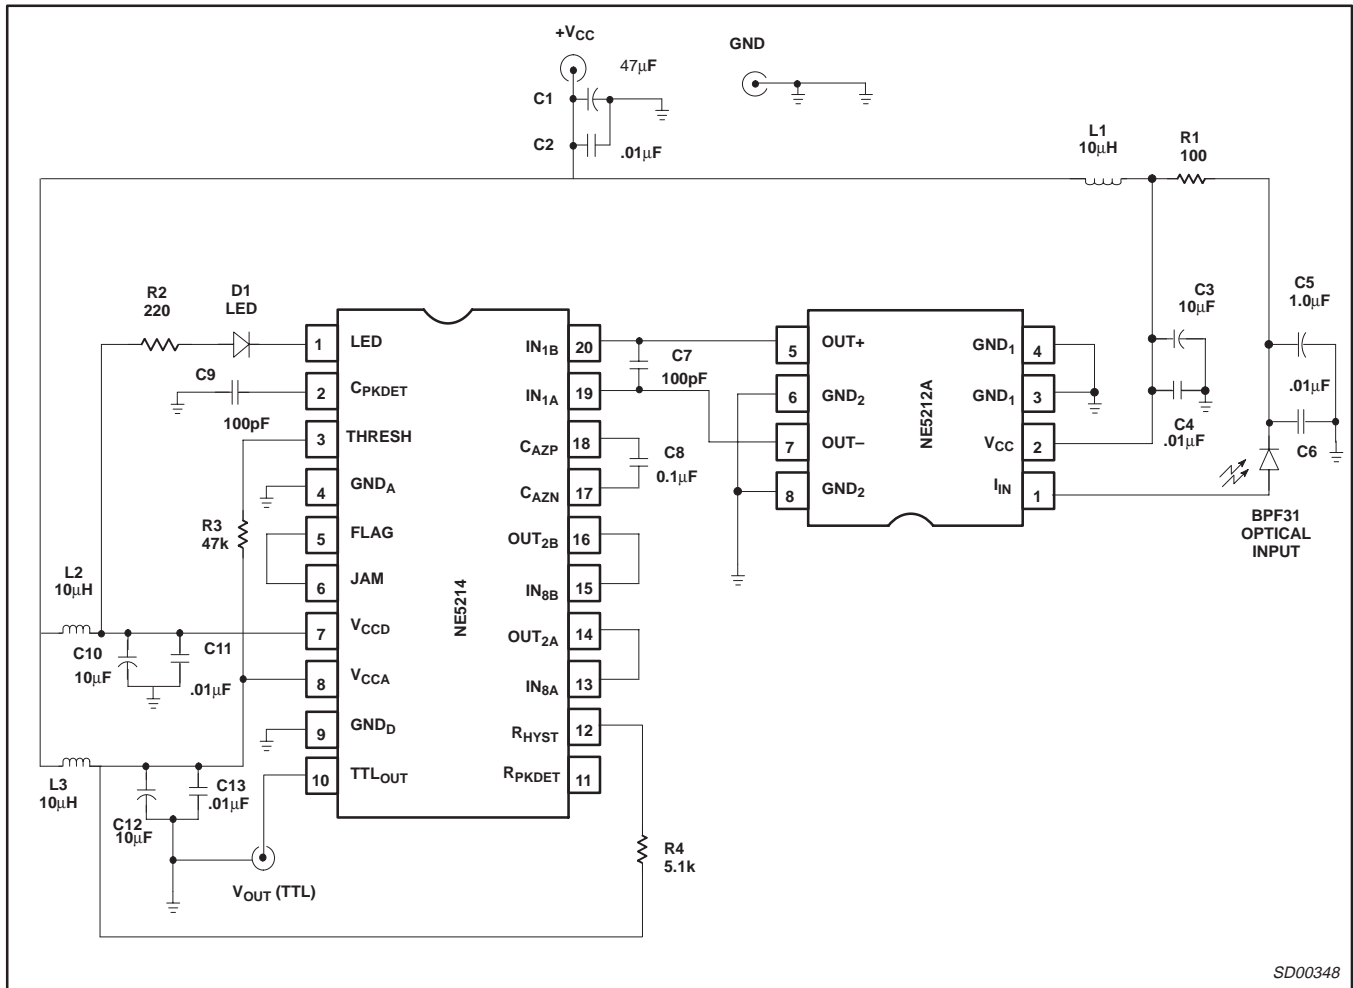 +VCC
GND
47µF
C1
C2
.01µF
L1
10µH
R1
100
R2
220
D1
LED
C9
100pF
1 LED
2 CPKDET
3 THRESH
4 GNDA
5 FLAG
6 JAM
7 VCCD
8 VCCA
9 GNDD
10 TTLOUT
NE5214
IN1B 20
IN1A 19
CAZP 18
CAZN 17
OUT2B 16
IN8B 15
OUT2A 14
IN8A 13
RHYST 12
RPKDET 11
C7
100pF
C8
0.1µF
5 OUT+
6 GND2
7 OUT–
8 GND2
NE5212A
GND1 4
GND1 3
VCC 2
IIN 1
C3
10µF
C4
.01µF
C5
1.0µF
.01µF
C6
BPF31
OPTICAL
INPUT
R3
47k
L2
10µH
C10
10µF
C11
.01µF
L3
10µH
C12
10µF
C13
.01µF
VOUT (TTL)
R4
5.1k
SD00348